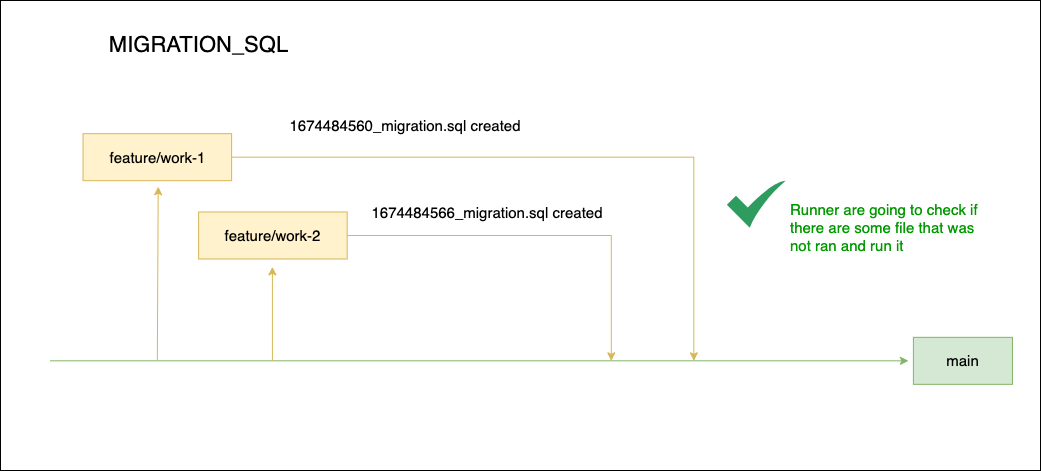 MIGRATION_SQL
1674484560_migration.sql created
feature/work-1
1674484566_migration.sql created
feature/work-2
Runner are going to check if
there are some file that was
not ran and run it
main